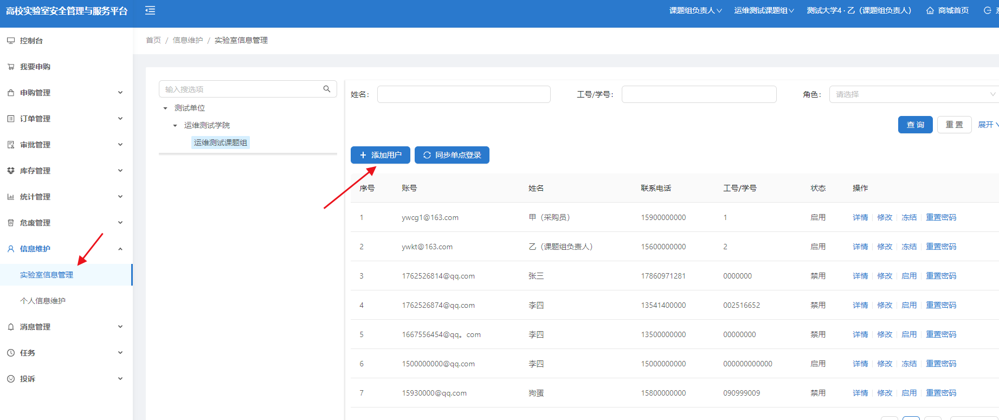 高校实验室安全管理与服务平台
课题组负责人 运维测试课题组 测试大学4 · 乙（课题组负责人） 商城首页
控制台
我要申购
申购管理
订单管理
审批管理
库存管理
统计管理
危废管理
信息维护
实验室信息管理
个人信息维护
消息管理
任务
投诉
首页 / 信息维护 / 实验室信息管理
输入搜选项
测试单位
运维测试学院
运维测试课题组
姓名： 工号/学号： 角色： 请选择
查 询 重 置 展开
添加用户 同步单点登录
序号 账号 姓名 联系电话 工号/学号 状态 操作
1 ywcg1@163.com 甲（采购员） 15900000000 1 启用 详情 修改 冻结 重置密码
2 ywkt@163.com 乙（课题组负责人） 15600000000 2 启用 详情 修改 冻结 重置密码
3 1762526814@qq.com 张三 17860971281 0000000 禁用 详情 修改 启用 重置密码
4 1762526874@qq.com 李四 13541400000 002516652 禁用 详情 修改 启用 重置密码
5 1667556454@qq。com 李四 13500000000 00000000 禁用 详情 修改 启用 重置密码
6 1500000000@qq.com 李四 15000000000 000000000000 启用 详情 修改 冻结 重置密码
7 15930000@qq.com 狗蛋 15800000000 090999009 禁用 详情 修改 启用 重置密码